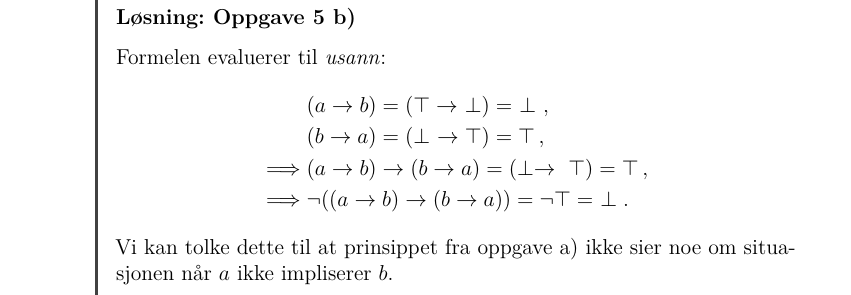 Løsning: Oppgave 5 b)
Formelen evaluerer til usann:
(a → b) = (⊤ → ⊥) = ⊥ ,
(b → a) = (⊥ → ⊤) = ⊤ ,
⟹ (a → b) → (b → a) = (⊥→ ⊤) = ⊤ ,
⟹ ¬((a → b) → (b → a)) = ¬⊤ = ⊥ .
Vi kan tolke dette til at prinsippet fra oppgave a) ikke sier noe om situa-
sjonen når a ikke impliserer b.